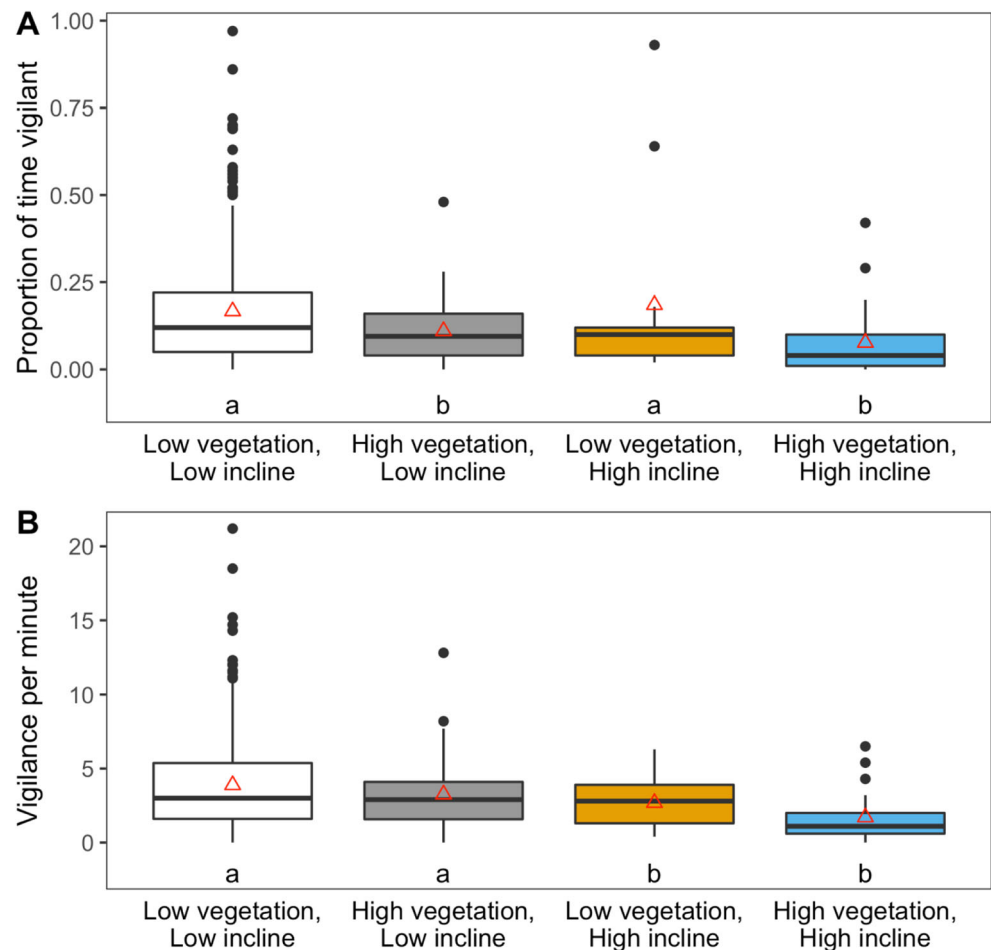 A
Proportion of time vigilant
1.00
0.75
0.50
0.25
0.00
a b a b
Low vegetation, High vegetation, Low vegetation, High vegetation,
Low incline Low incline High incline High incline
B
Vigilance per minute
20
15
10
5
0
a a b b
Low vegetation, High vegetation, Low vegetation, High vegetation,
Low incline Low incline High incline High incline